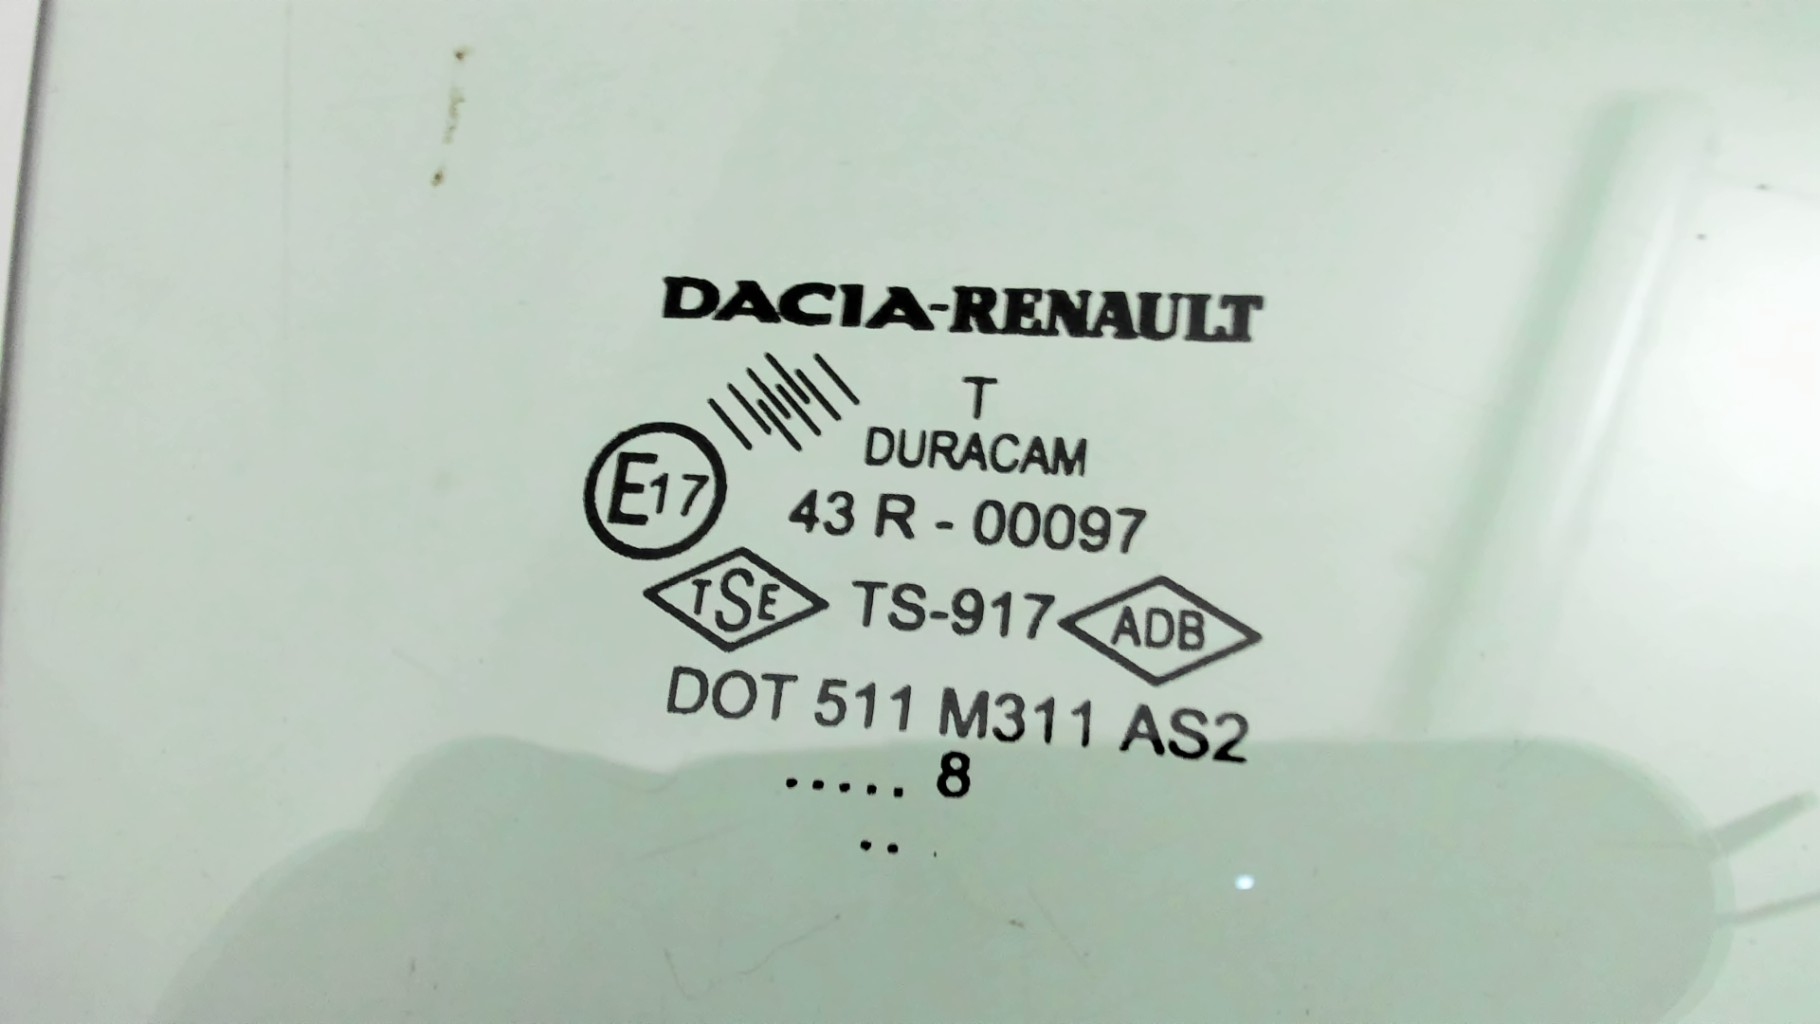 DACIA-RENAULT
T
DURACAM
E17 43 R - 00097
TSE TS-917 ADB
DOT 511 M311 AS2
..... 8
..